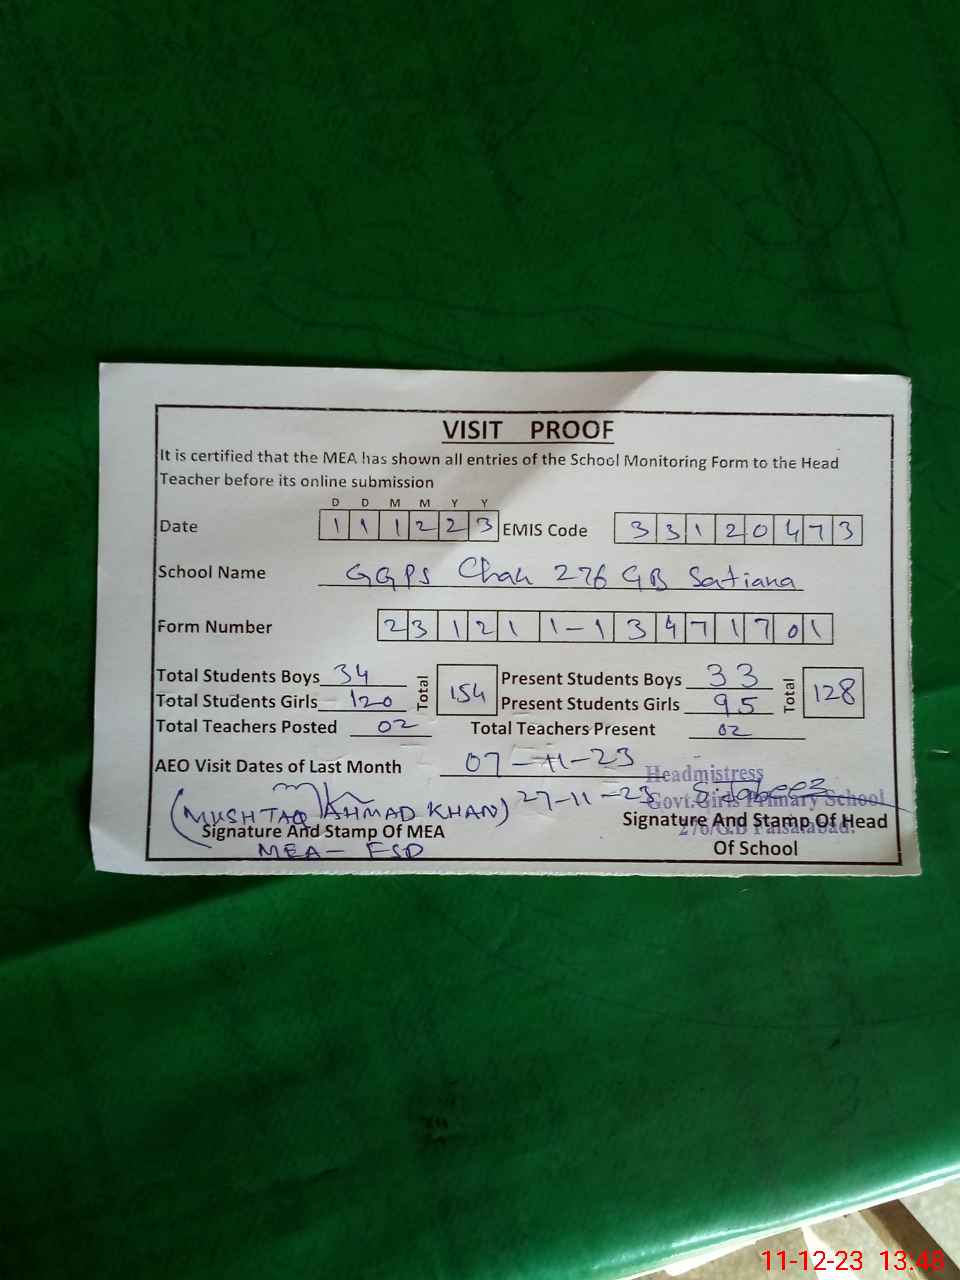 VISIT PROOF
It is certified that the MEA has shown all entries of the School Monitoring Form to the Head
Teacher before its online submission
D D M M Y Y
Date 1 1 1 2 2 3 EMIS Code 3 3 1 2 0 4 7 3
School Name GGPS Chak 276 GB Satiana
Form Number 2 3 1 2 1 1 - 1 3 4 7 1 7 0 1
Total Students Boys 34 Total 154 Present Students Boys 33 Total 128
Total Students Girls 120 Present Students Girls 95
Total Teachers Posted 02 Total Teachers Present 02
AEO Visit Dates of Last Month 07-11-23
27-11-23
Headmistress
Govt. Girls Primary School
276/G.B Faisalabad.
(MUSHTAQ AHMAD KHAN)
Signature And Stamp Of MEA
MEA - FSD
Signature And Stamp Of Head
Of School
11-12-23 13:48